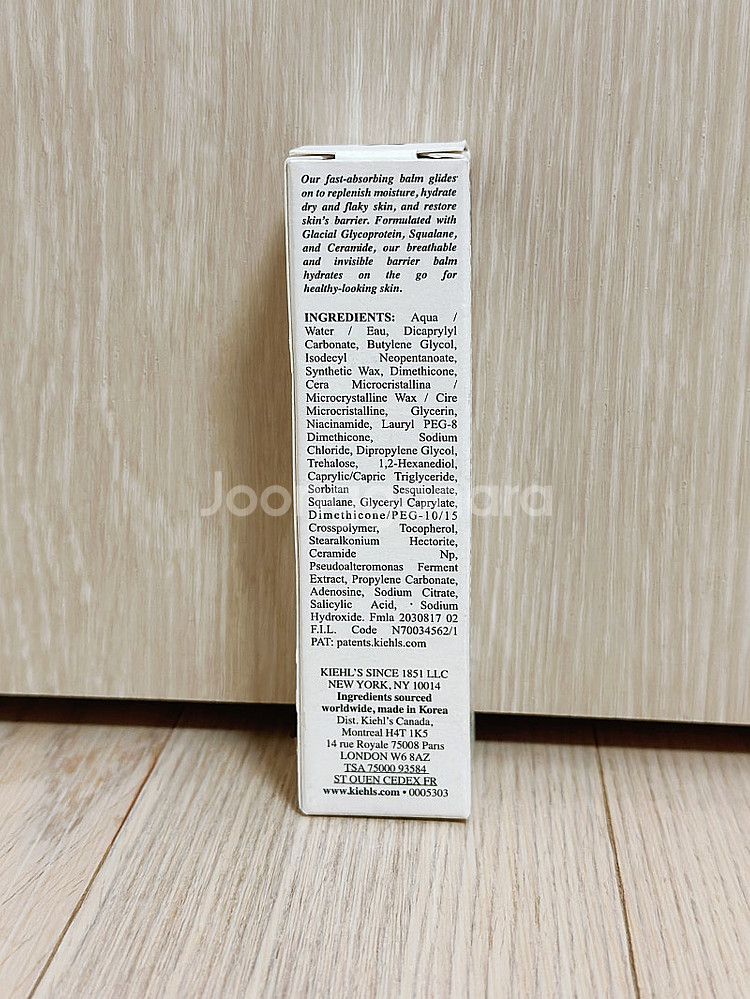 Our fast-absorbing balm glides
on to replenish moisture, hydrate
dry and flaky skin, and restore
skin's barrier. Formulated with
Glacial Glycoprotein, Squalane,
and Ceramide, our breathable
and invisible barrier balm
hydrates on the go for
healthy-looking skin.
INGREDIENTS: Aqua /
Water / Eau, Dicaprylyl
Carbonate, Butylene Glycol,
Isodecyl Neopentanoate,
Synthetic Wax, Dimethicone,
Cera Microcristallina /
Microcrystalline Wax / Cire
Microcristalline, Glycerin,
Niacinamide, Lauryl PEG-8
Dimethicone, Sodium
Chloride, Dipropylene Glycol,
Trehalose, 1,2-Hexanediol,
Caprylic/Capric Triglyceride,
Sorbitan Sesquioleate,
Squalane, Glyceryl Caprylate,
Dimethicone/PEG-10/15
Crosspolymer, Tocopherol,
Stearalkonium Hectorite,
Ceramide Np,
Pseudoalteromonas Ferment
Extract, Propylene Carbonate,
Adenosine, Sodium Citrate,
Salicylic Acid, · Sodium
Hydroxide. Fmla 2030817 02
F.I.L. Code N70034562/1
PAT: patents.kiehls.com
KIEHL'S SINCE 1851 LLC
NEW YORK, NY 10014
Ingredients sourced
worldwide, made in Korea
Dist. Kiehl's Canada,
Montreal H4T 1K5
14 rue Royale 75008 Paris
LONDON W6 8AZ
TSA 75000 93584
ST OUEN CEDEX FR
www.kiehls.com • 0005303